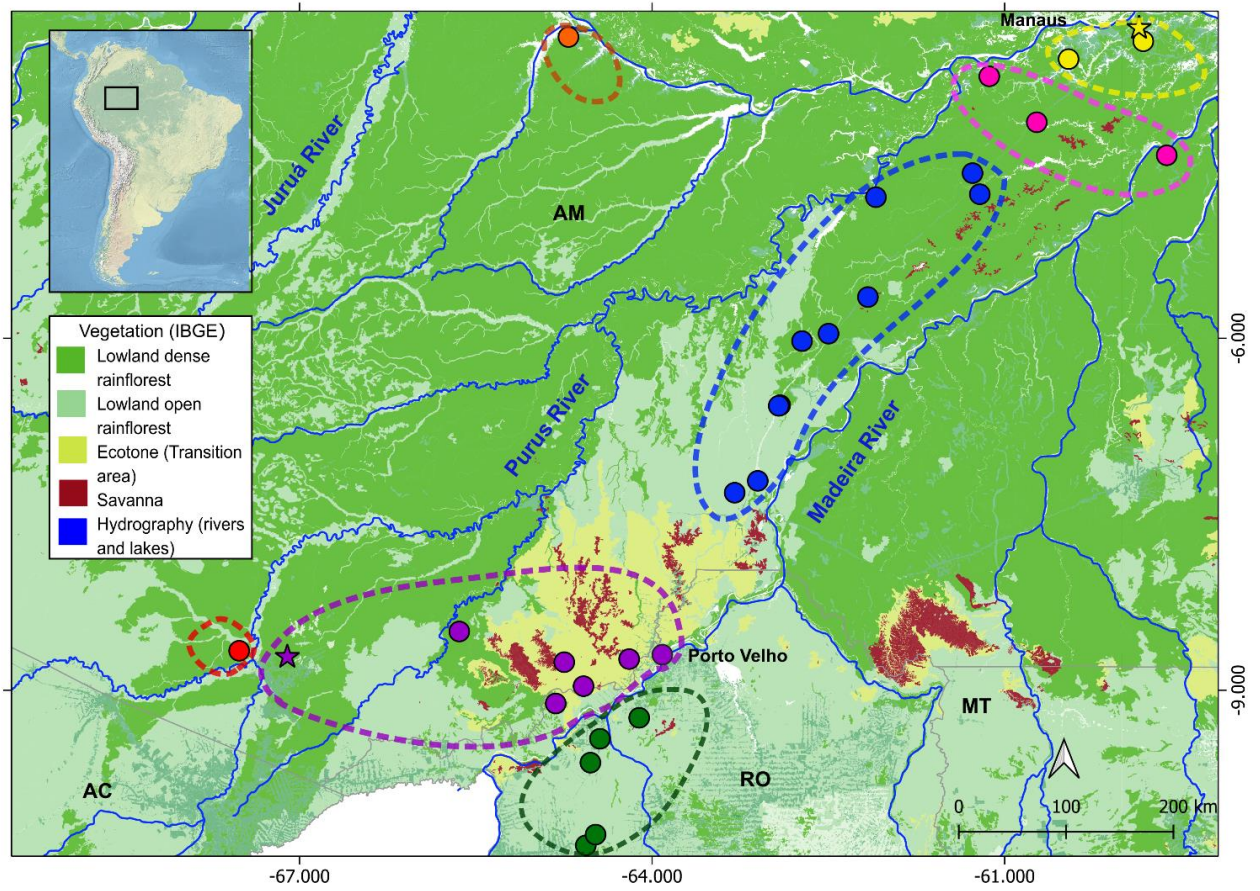 Manaus
Juruá River
AM
Vegetation (IBGE)
Lowland dense
rainflorest
Lowland open
rainflorest
Ecotone (Transition
area)
Savanna
Hydrography (rivers
and lakes)
-6.000
Purus River
Madeira River
Porto Velho
-9.000
MT
AC
RO
0 100 200 km
-67.000 -64.000 -61.000